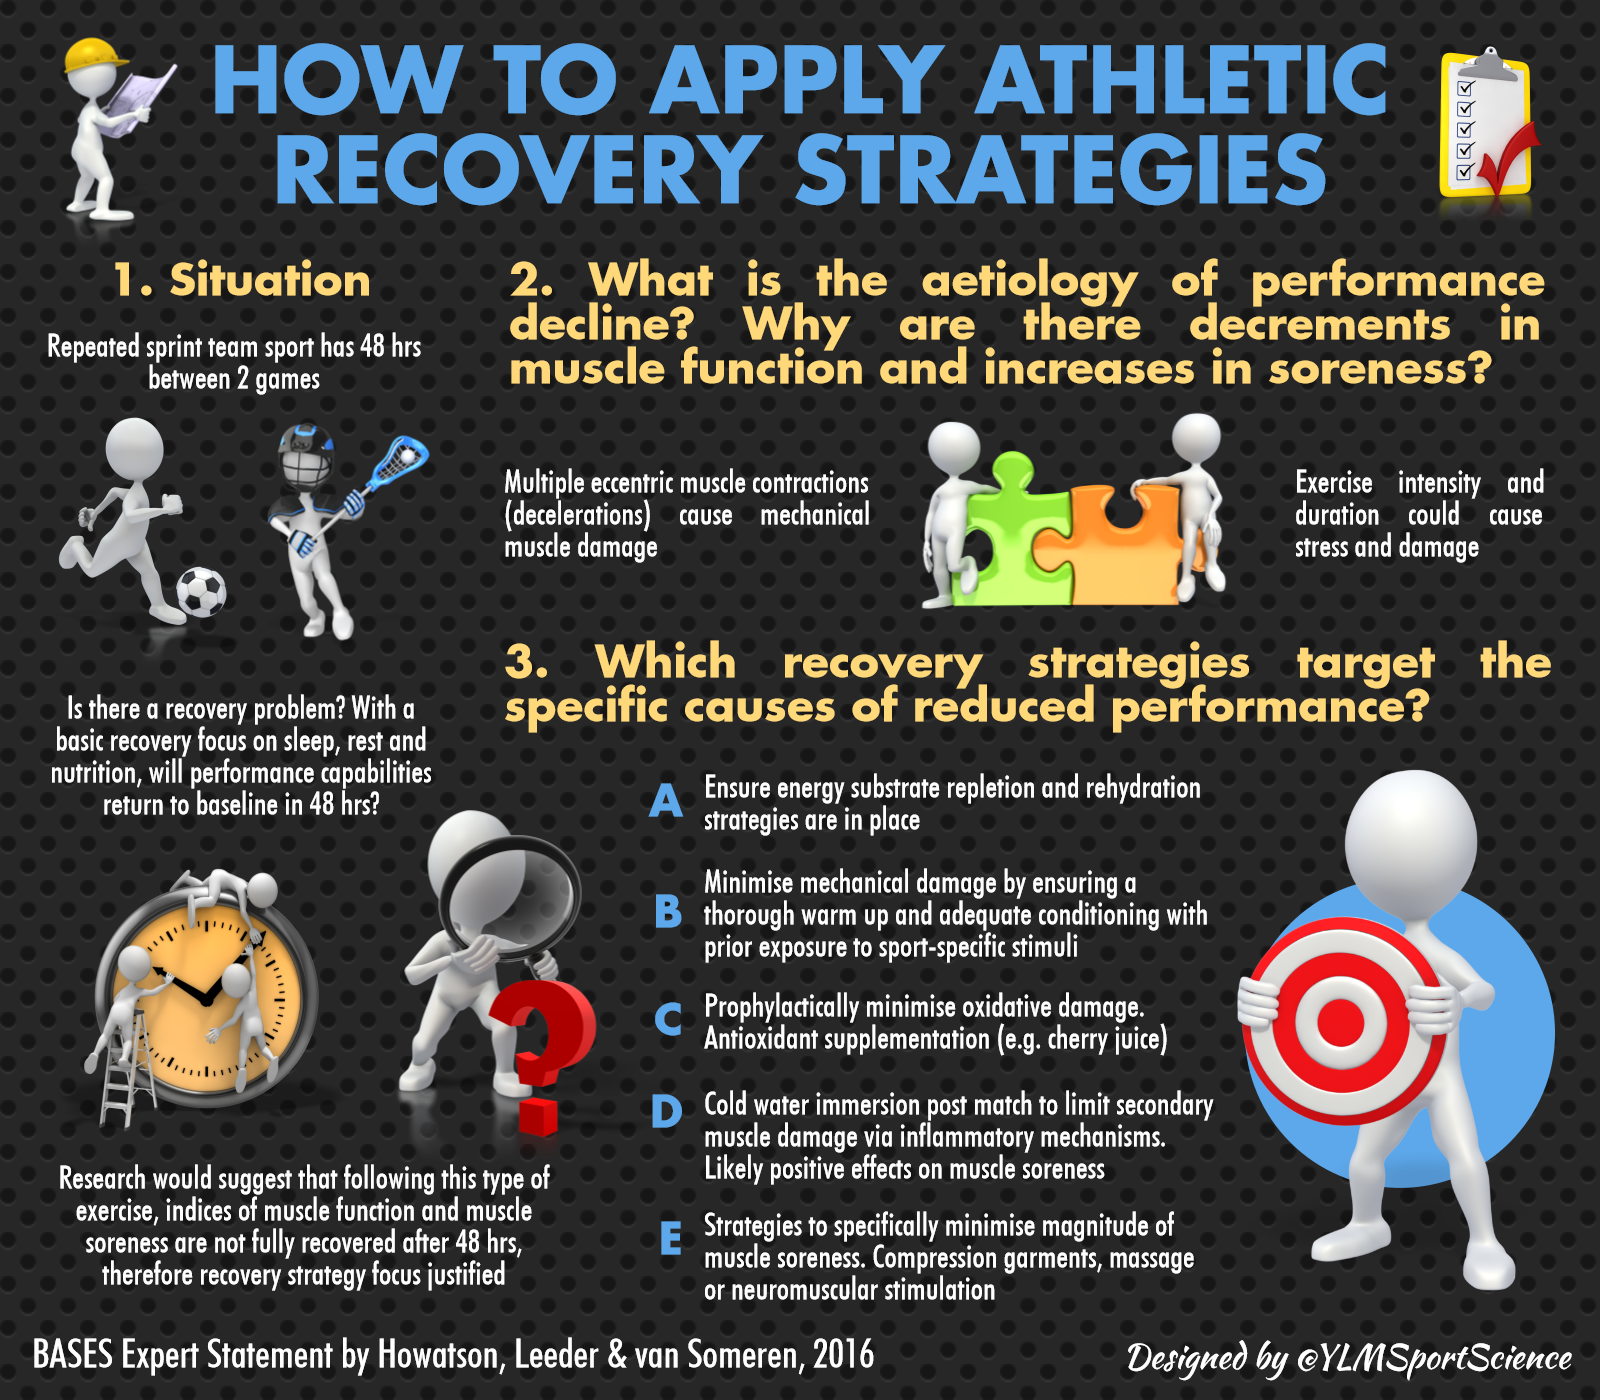 HOW TO APPLY ATHLETIC
RECOVERY STRATEGIES
1. Situation
Repeated sprint team sport has 48 hrs
between 2 games
Is there a recovery problem? With a
basic recovery focus on sleep, rest and
nutrition, will performance capabilities
return to baseline in 48 hrs?
Research would suggest that following this type of
exercise, indices of muscle function and muscle
soreness are not fully recovered after 48 hrs,
therefore recovery strategy focus justified
2. What is the aetiology of performance
decline? Why are there decrements in
muscle function and increases in soreness?
Multiple eccentric muscle contractions
(decelerations) cause mechanical
muscle damage
Exercise intensity and
duration could cause
stress and damage
3. Which recovery strategies target the
specific causes of reduced performance?
A Ensure energy substrate repletion and rehydration
strategies are in place
B Minimise mechanical damage by ensuring a
thorough warm up and adequate conditioning with
prior exposure to sport-specific stimuli
C Prophylactically minimise oxidative damage.
Antioxidant supplementation (e.g. cherry juice)
D Cold water immersion post match to limit secondary
muscle damage via inflammatory mechanisms.
Likely positive effects on muscle soreness
E Strategies to specifically minimise magnitude of
muscle soreness. Compression garments, massage
or neuromuscular stimulation
BASES Expert Statement by Howatson, Leeder & van Someren, 2016
Designed by @YLMSportScience